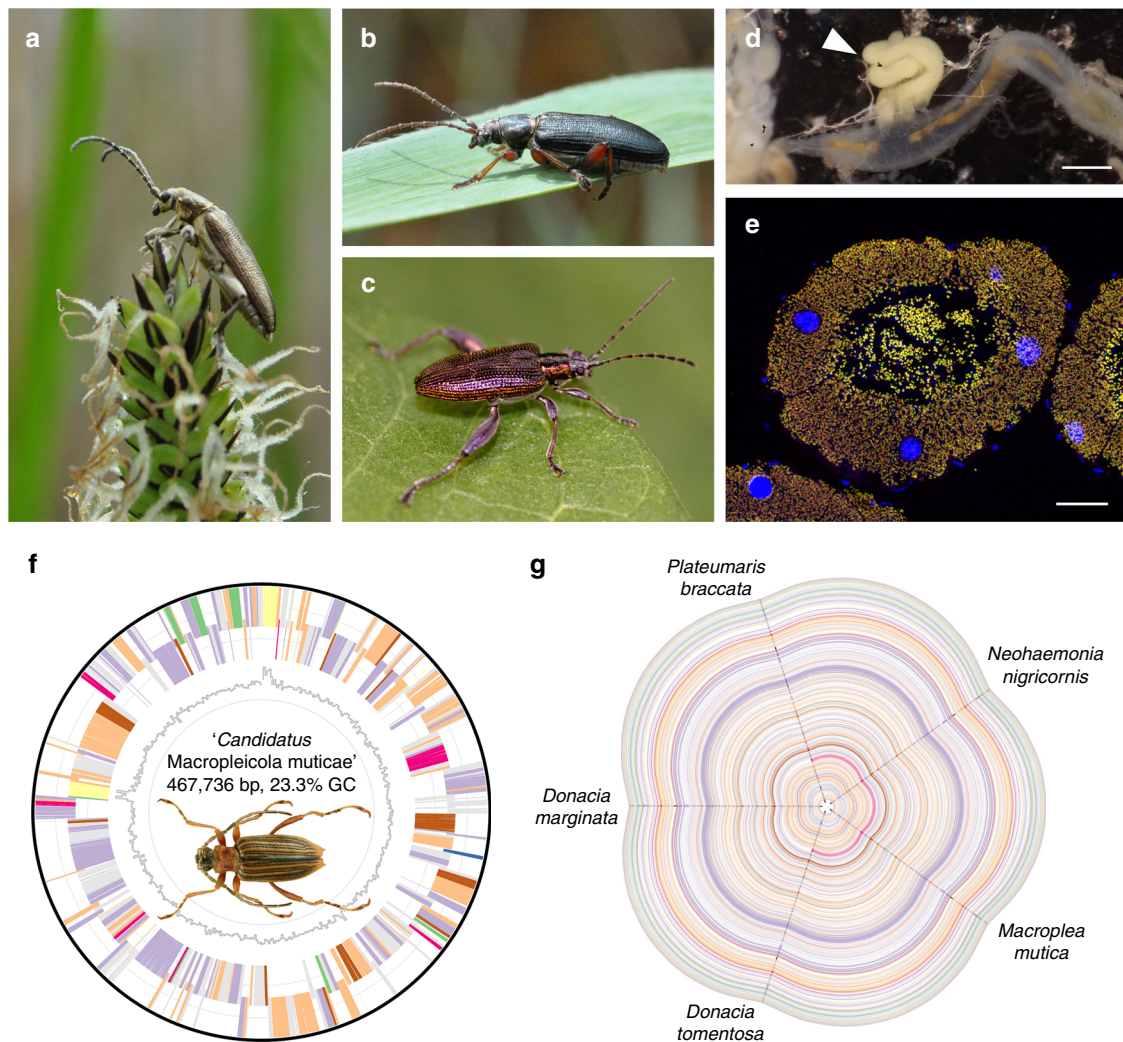 a
b
c
d
e
f
‘Candidatus
Macropleicola muticae’
467,736 bp, 23.3% GC
g
Plateumaris
braccata
Neohaemonia
nigricornis
Donacia
marginata
Macroplea
mutica
Donacia
tomentosa